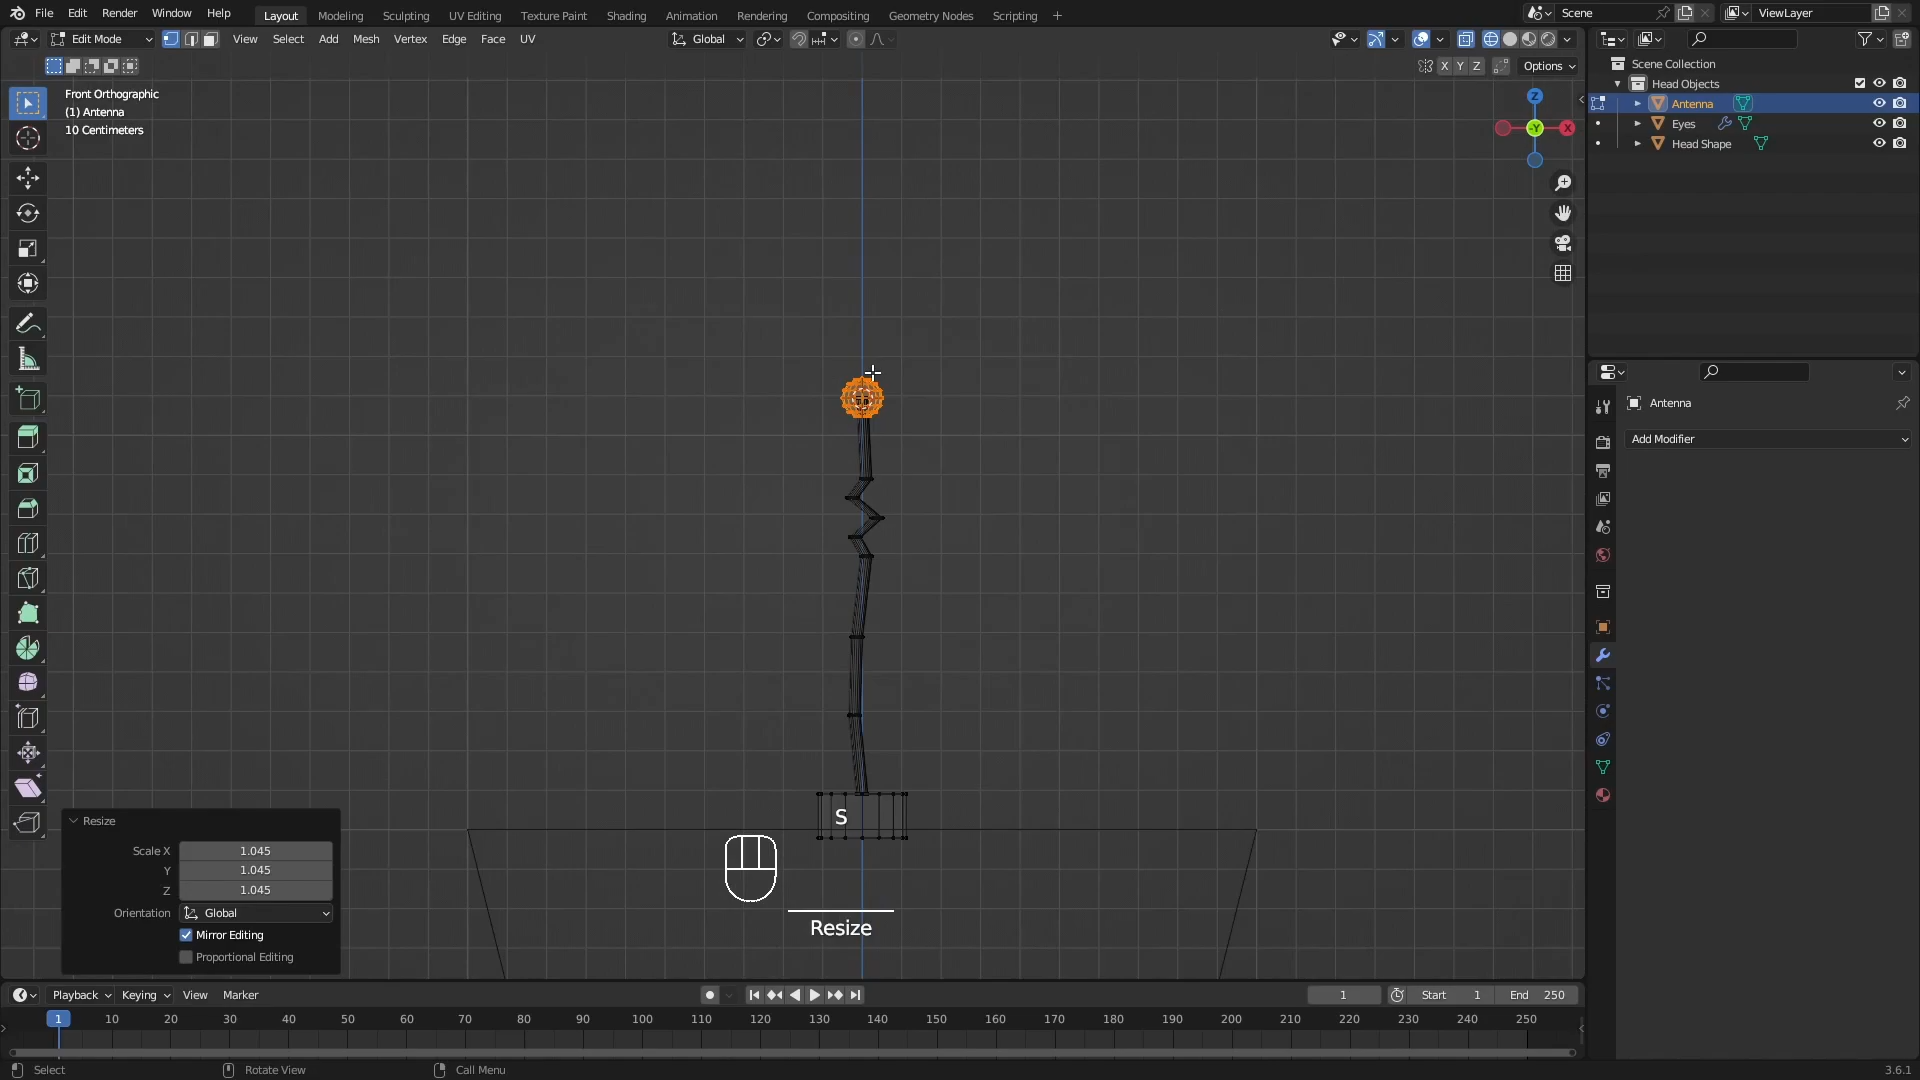 File Edit Render Window Help Layout Modeling Sculpting UV Editing Texture Paint Shading Animation Rendering Compositing Geometry Nodes Scripting Scene ViewLayer
Edit Mode View Select Add Mesh Vertex Edge Face UV Global
X Y Z Options
Front Orthographic
(1) Antenna
10 Centimeters
Z
-Y
X
Scene Collection
Head Objects
Antenna
Eyes
Head Shape
Antenna
Add Modifier
S
Resize
Resize
Scale X 1.045
Y 1.045
Z 1.045
Orientation Global
Mirror Editing
Proportional Editing
Playback Keying View Marker 1 Start 1 End 250
1 10 20 30 40 50 60 70 80 90 100 110 120 130 140 150 160 170 180 190 200 210 220 230 240 250
Select Rotate View Call Menu 3.6.1